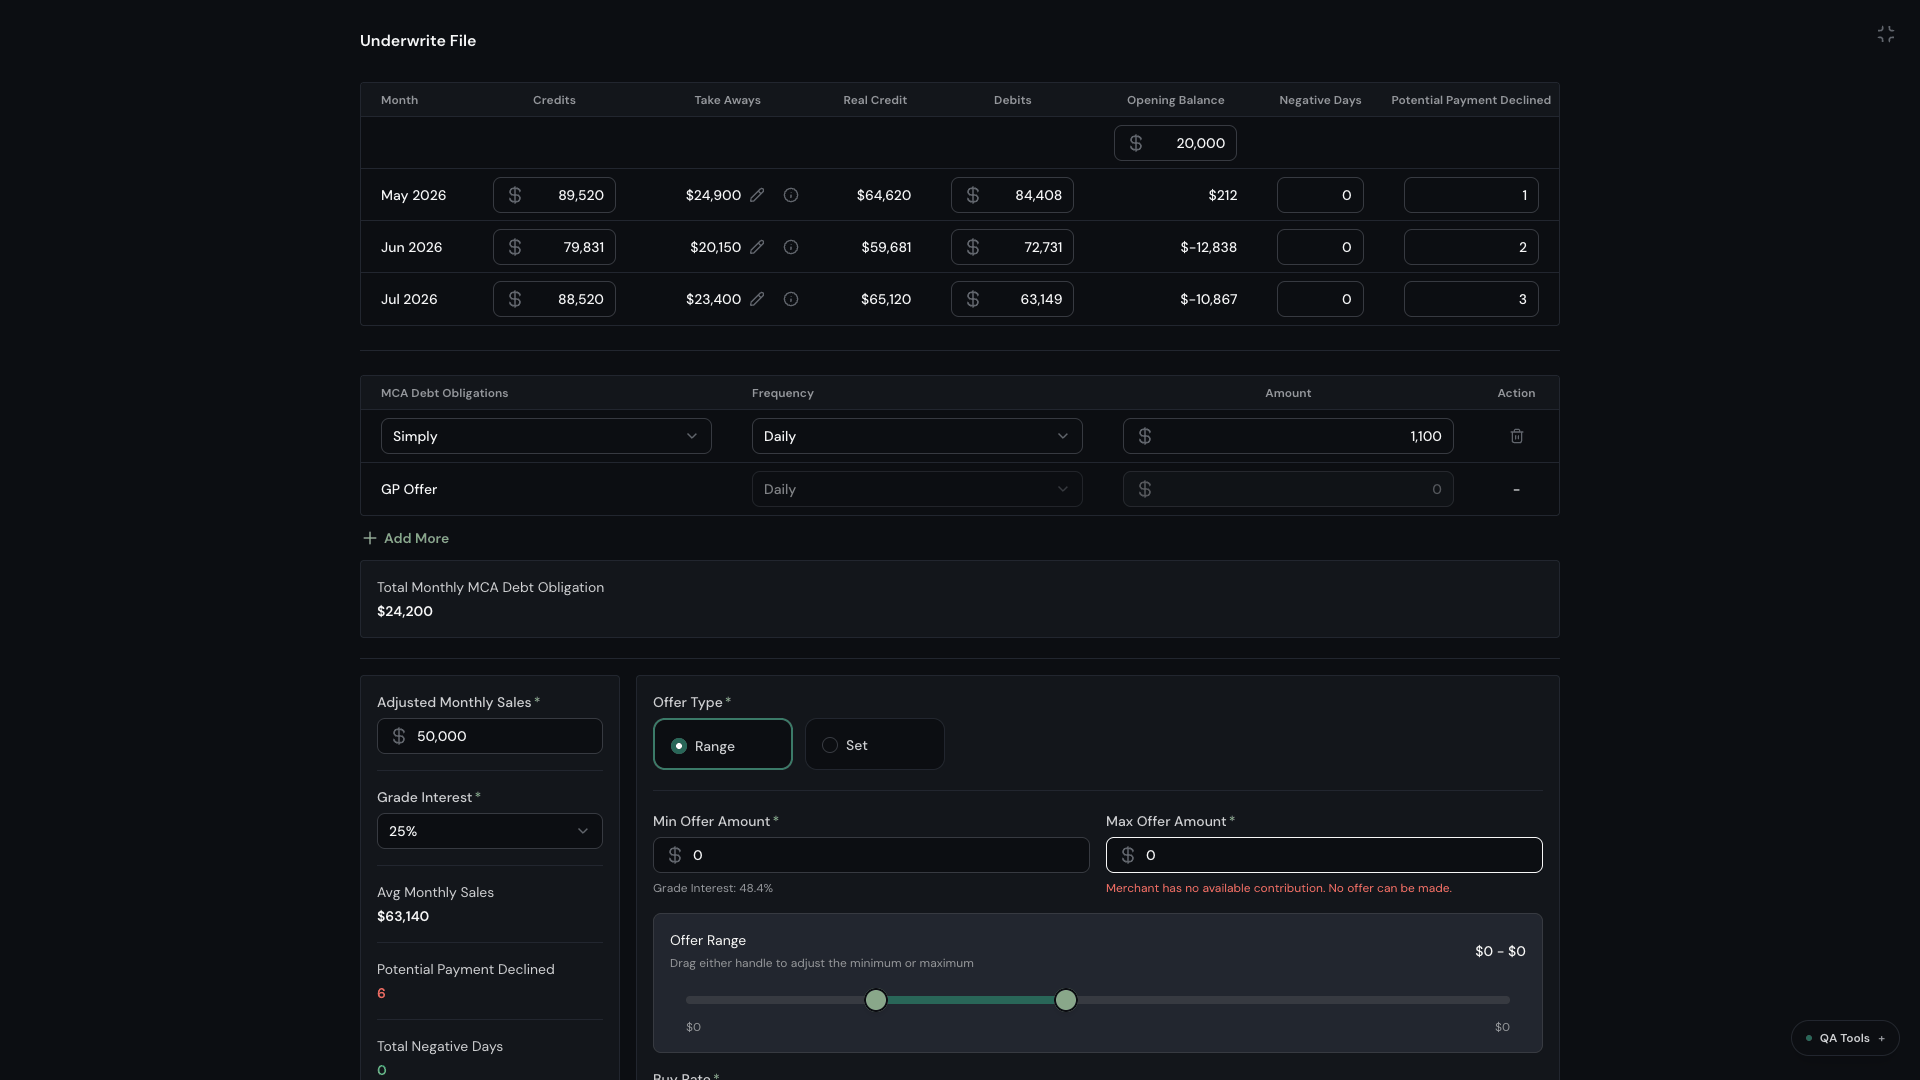 Underwrite File
Month Credits Take Aways Real Credit Debits Opening Balance Negative Days Potential Payment Declined
$ 20,000
May 2026 $ 89,520 $24,900 $64,620 $ 84,408 $212 0 1
Jun 2026 $ 79,831 $20,150 $59,681 $ 72,731 $-12,838 0 2
Jul 2026 $ 88,520 $23,400 $65,120 $ 63,149 $-10,867 0 3
MCA Debt Obligations Frequency Amount Action
Simply Daily $ 1,100
GP Offer Daily $ 0 -
+ Add More
Total Monthly MCA Debt Obligation
$24,200
Adjusted Monthly Sales *
$ 50,000
Grade Interest *
25%
Avg Monthly Sales
$63,140
Potential Payment Declined
6
Total Negative Days
0
Offer Type *
Range Set
Min Offer Amount * Max Offer Amount *
$ 0 $ 0
Grade Interest: 48.4% Merchant has no available contribution. No offer can be made.
Offer Range
$0 - $0
Drag either handle to adjust the minimum or maximum
$0 $0
Buy Rate *
QA Tools +